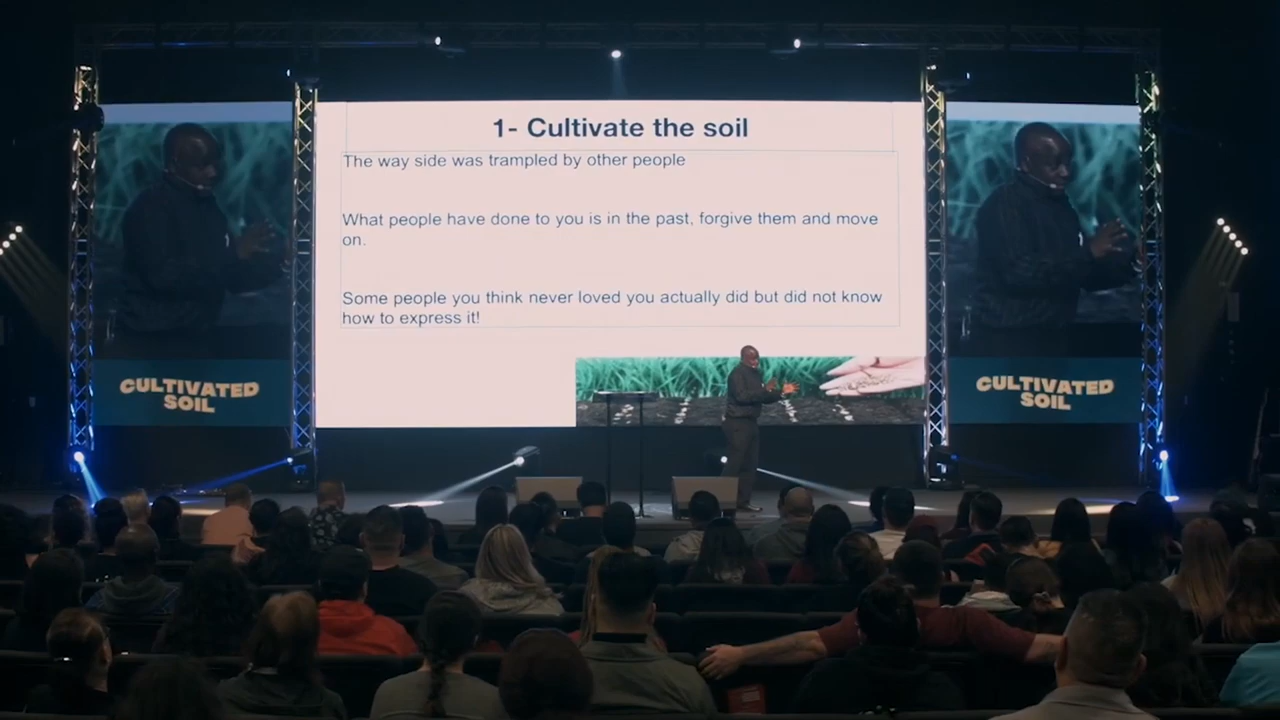 1- Cultivate the soil
The way side was trampled by other people
What people have done to you is in the past, forgive them and move
on.
Some people you think never loved you actually did but did not know
how to express it!
CULTIVATED
SOIL
CULTIVATED
SOIL